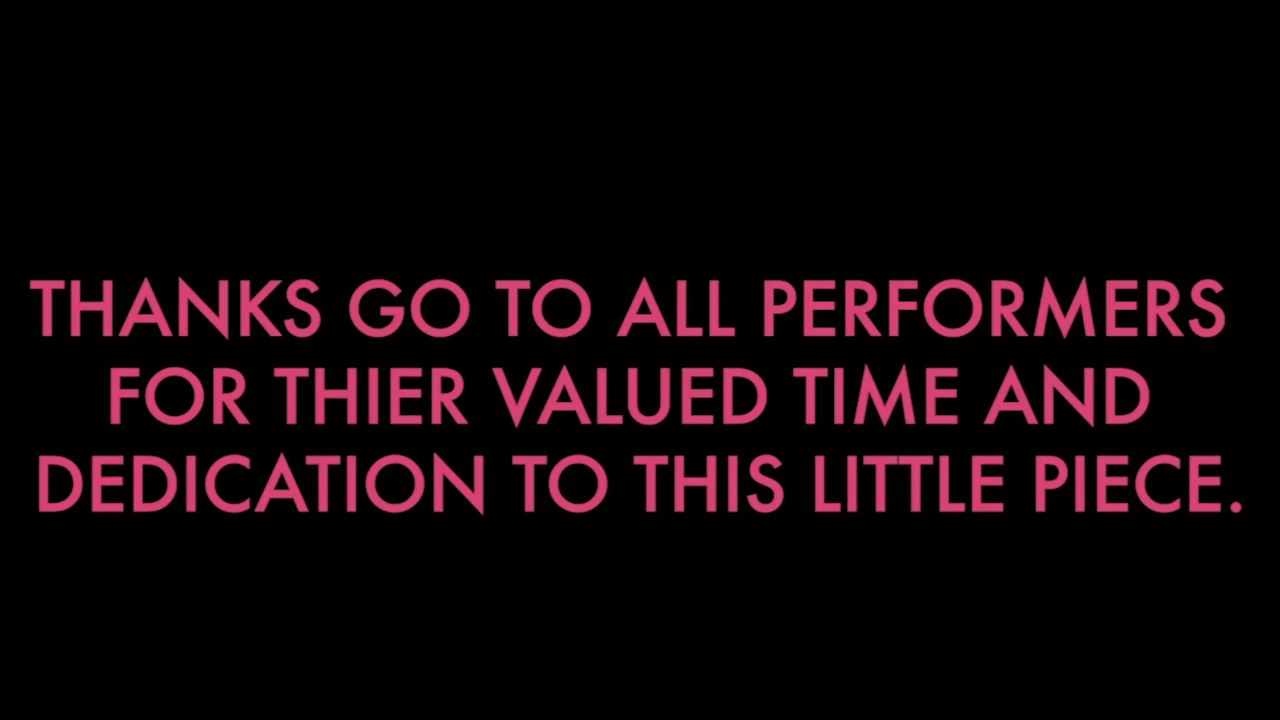 THANKS GO TO ALL PERFORMERS
FOR THIER VALUED TIME AND
DEDICATION TO THIS LITTLE PIECE.